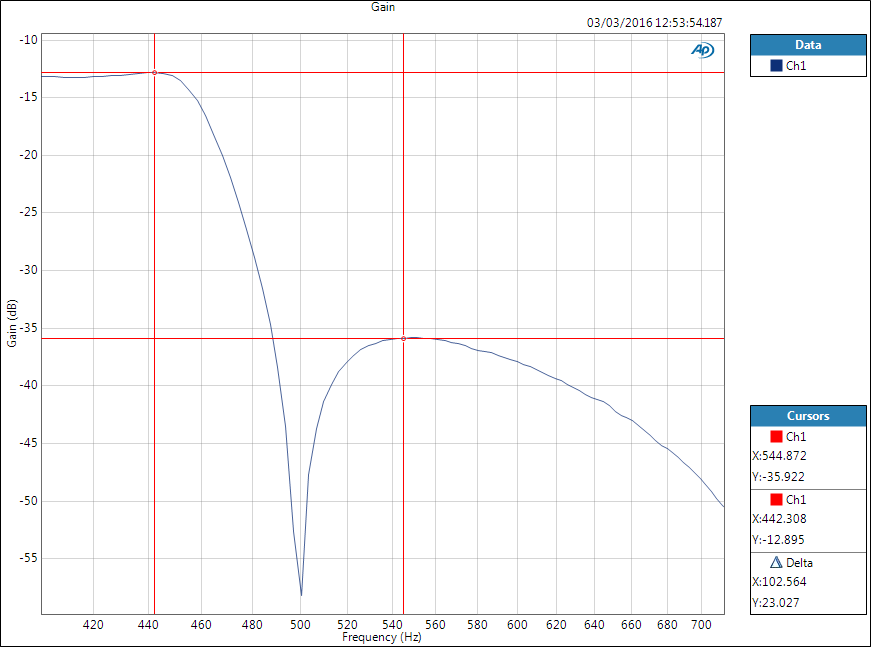 Gain
03/03/2016 12:53:54.187
AP
-10
-15
-20
-25
-30
-35
-40
-45
-50
-55
Gain (dB)
420 440 460 480 500 520 540 560 580 600 620 640 660 680 700
Frequency (Hz)
Data
Ch1
Cursors
Ch1
X:544.872
Y:-35.922
Ch1
X:442.308
Y:-12.895
Delta
X:102.564
Y:23.027